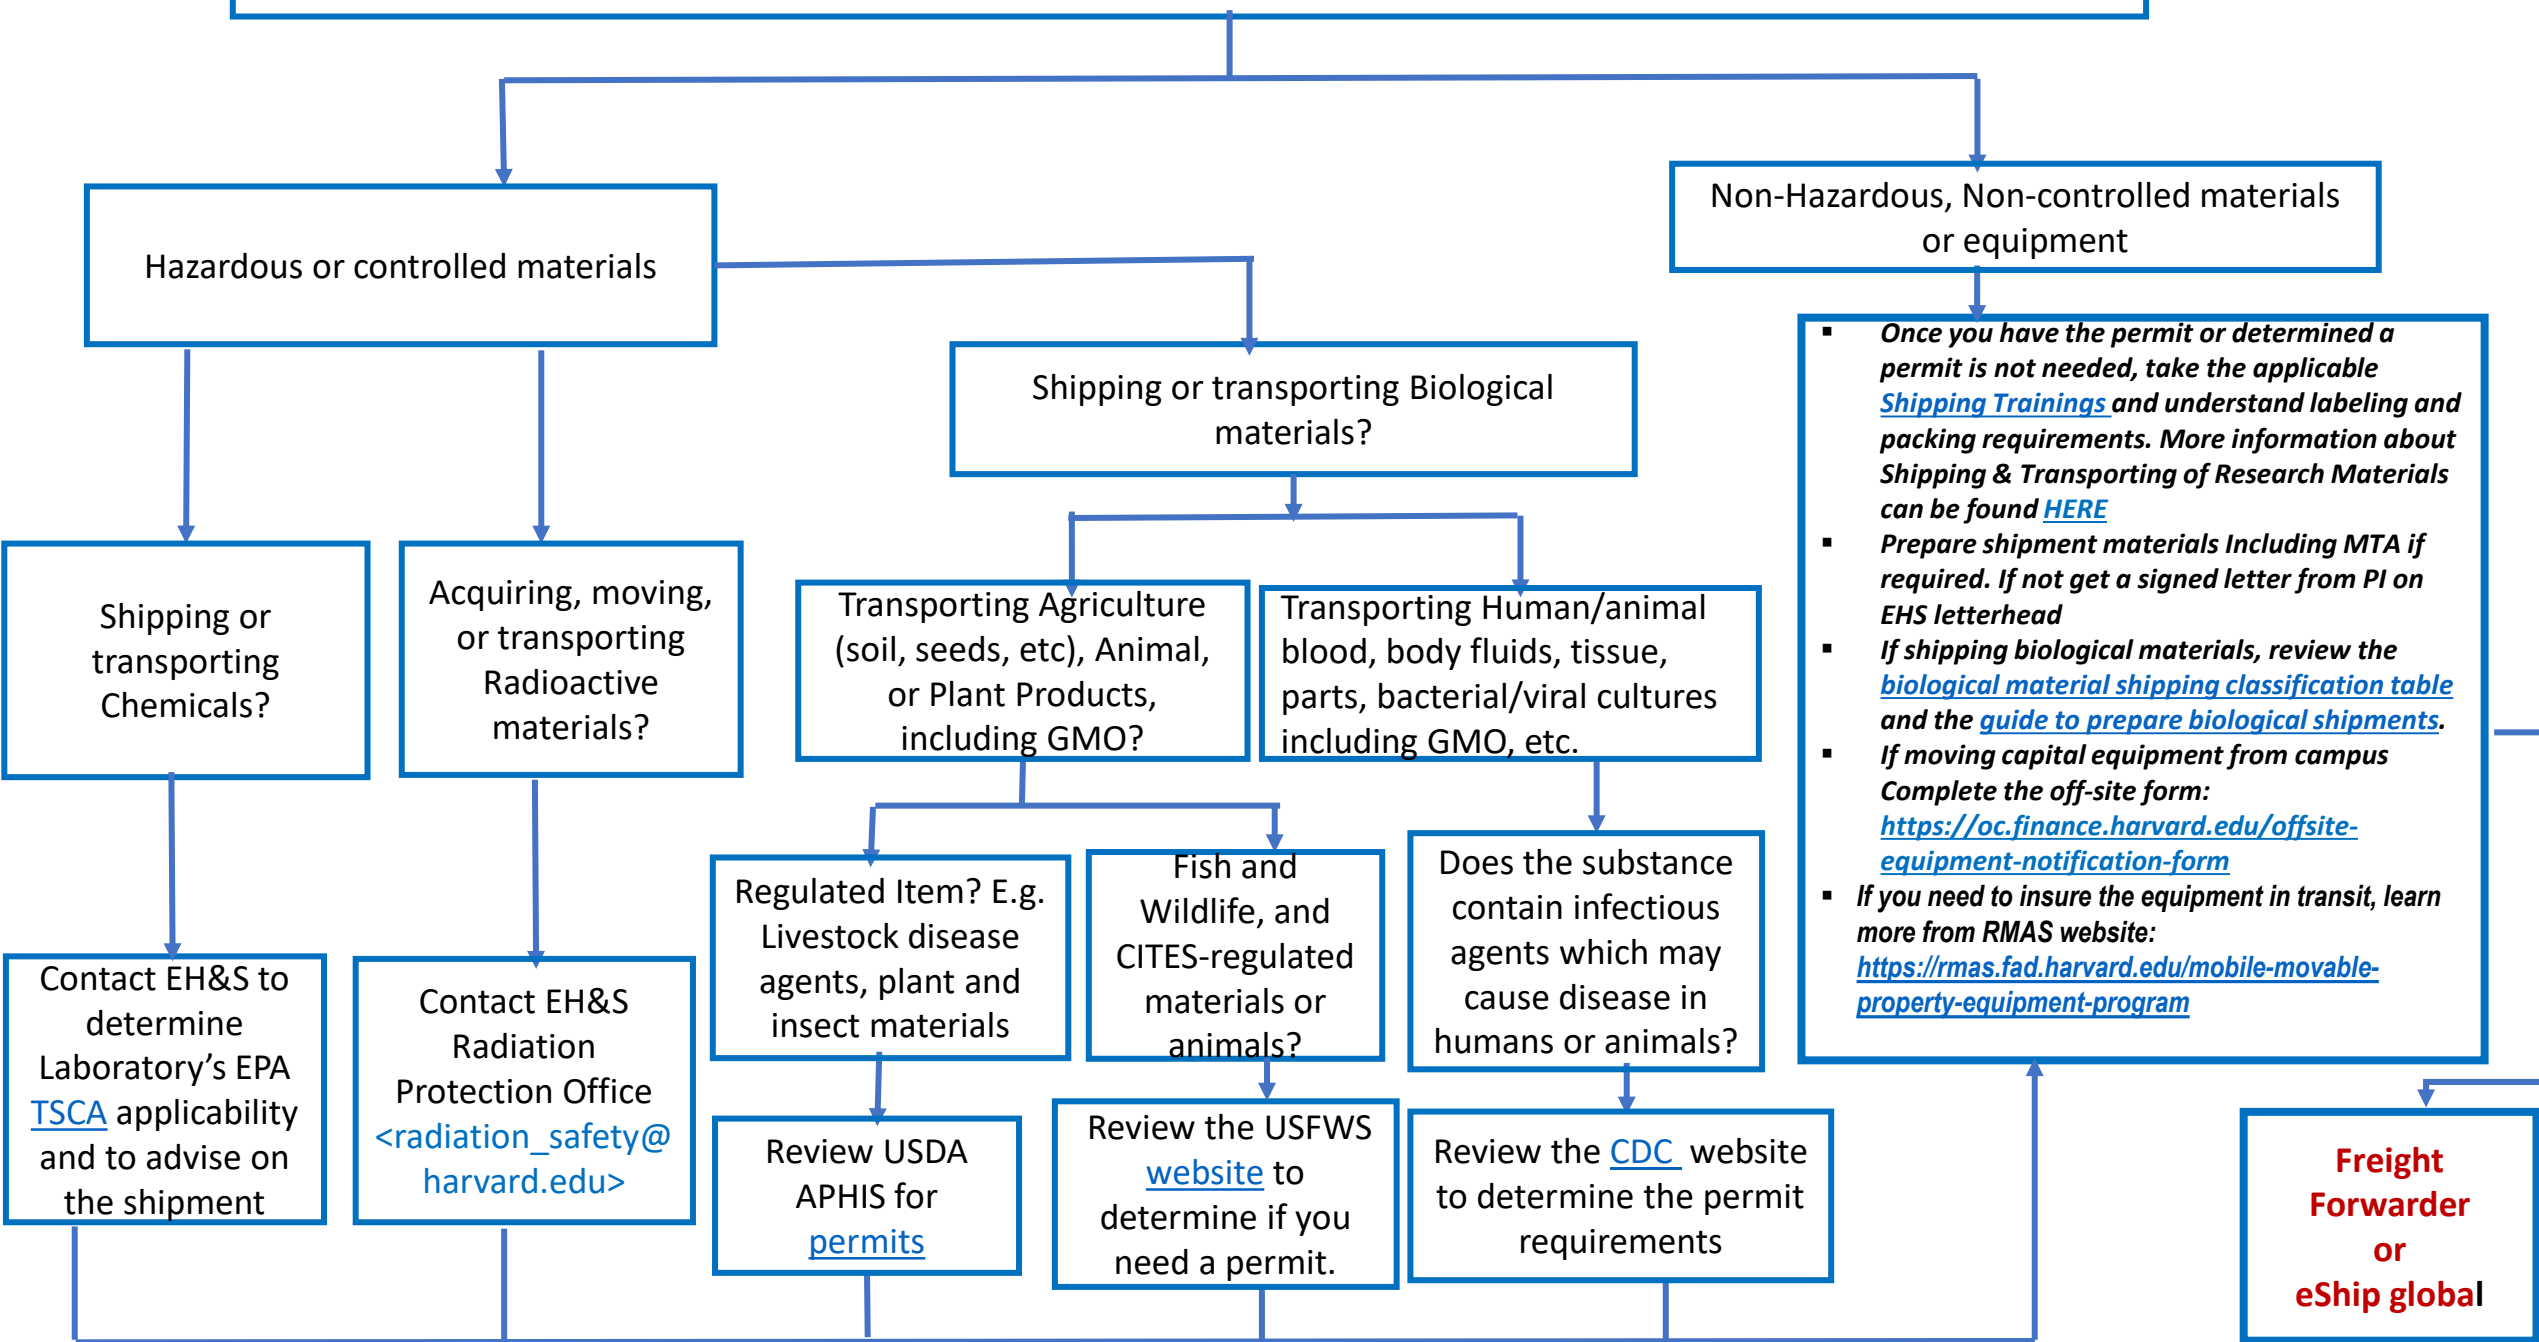 Hazardous or controlled materials
Non-Hazardous, Non-controlled materials
or equipment
Shipping or transporting Biological
materials?
▪ Once you have the permit or determined a
permit is not needed, take the applicable
Shipping Trainings and understand labeling and
packing requirements. More information about
Shipping & Transporting of Research Materials
can be found HERE
▪ Prepare shipment materials Including MTA if
required. If not get a signed letter from PI on
EHS letterhead
▪ If shipping biological materials, review the
biological material shipping classification table
and the guide to prepare biological shipments.
▪ If moving capital equipment from campus
Complete the off-site form:
https://oc.finance.harvard.edu/offsite-
equipment-notification-form
▪ If you need to insure the equipment in transit, learn
more from RMAS website:
https://rmas.fad.harvard.edu/mobile-movable-
property-equipment-program
Shipping or
transporting
Chemicals?
Acquiring, moving,
or transporting
Radioactive
materials?
Transporting Agriculture
(soil, seeds, etc), Animal,
or Plant Products,
including GMO?
Transporting Human/animal
blood, body fluids, tissue,
parts, bacterial/viral cultures
including GMO, etc.
Regulated Item? E.g.
Livestock disease
agents, plant and
insect materials
Fish and
Wildlife, and
CITES-regulated
materials or
animals?
Does the substance
contain infectious
agents which may
cause disease in
humans or animals?
Contact EH&S to
determine
Laboratory's EPA
TSCA applicability
and to advise on
the shipment
Contact EH&S
Radiation
Protection Office
<radiation_safety@
harvard.edu>
Review USDA
APHIS for
permits
Review the USFWS
website to
determine if you
need a permit.
Review the CDC website
to determine the permit
requirements
Freight
Forwarder
or
eShip global